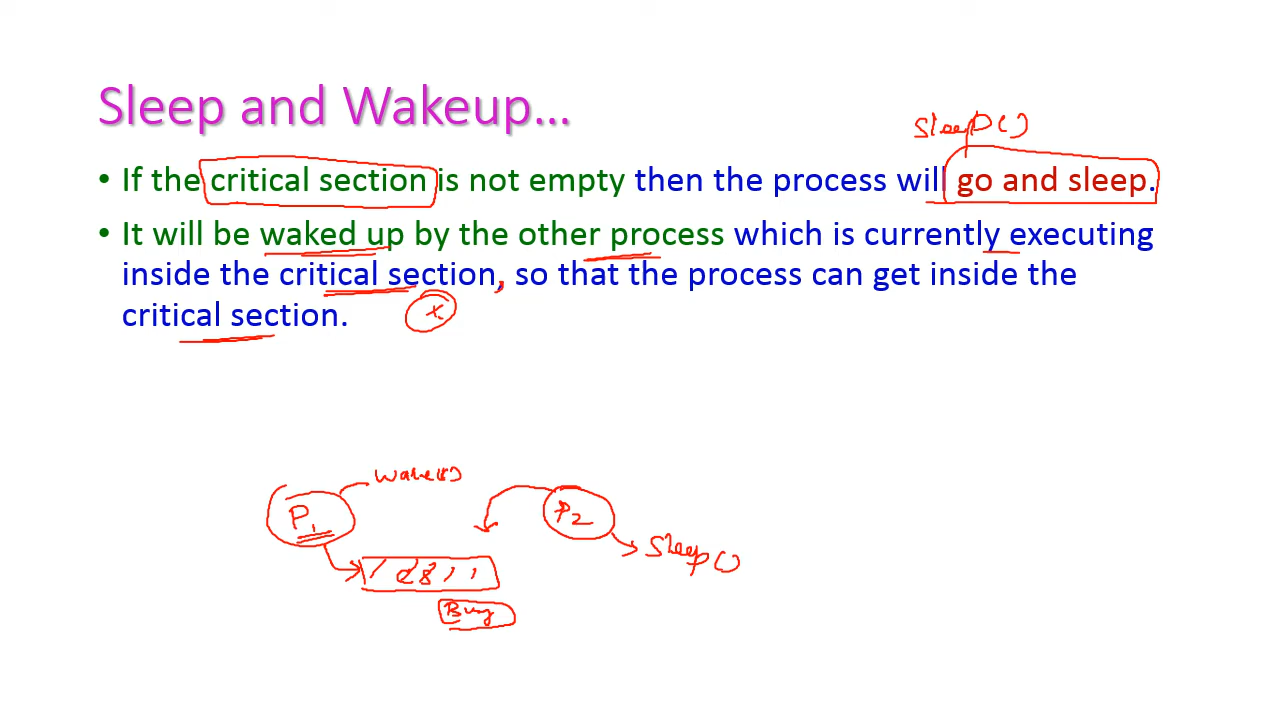 Sleep and Wakeup...
Sleep()
• If the critical section is not empty then the process will go and sleep.
• It will be waked up by the other process which is currently executing
inside the critical section, so that the process can get inside the
critical section.
x
P1
P2
Sleep()
Busy